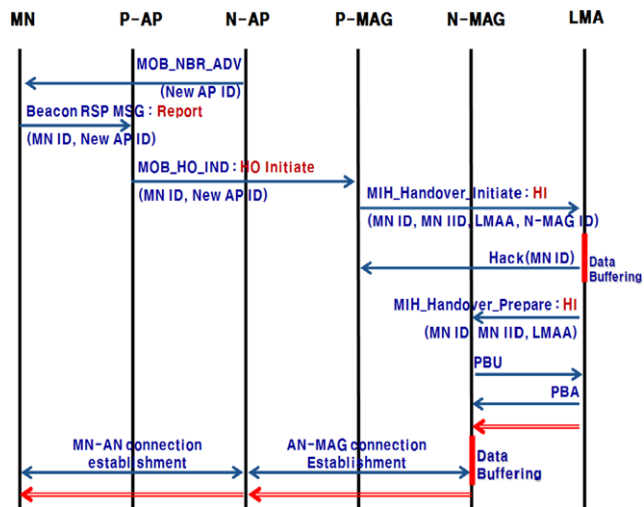 MN P-AP N-AP P-MAG N-MAG LMA
MOB_NBR_ADV
(New AP ID)
Beacon RSP MSG : Report
(MN ID, New AP ID)
MOB_HO_IND : HO Initiate
(MN ID, New AP ID)
MIH_Handover_Initiate : HI
(MN ID, MN IID, LMAA, N-MAG ID)
Hack(MN ID)
Data
Buffering
MIH_Handover_Prepare : HI
(MN ID, MN IID, LMAA)
PBU
PBA
MN-AN connection
establishment
AN-MAG connection
Establishment
Data
Buffering